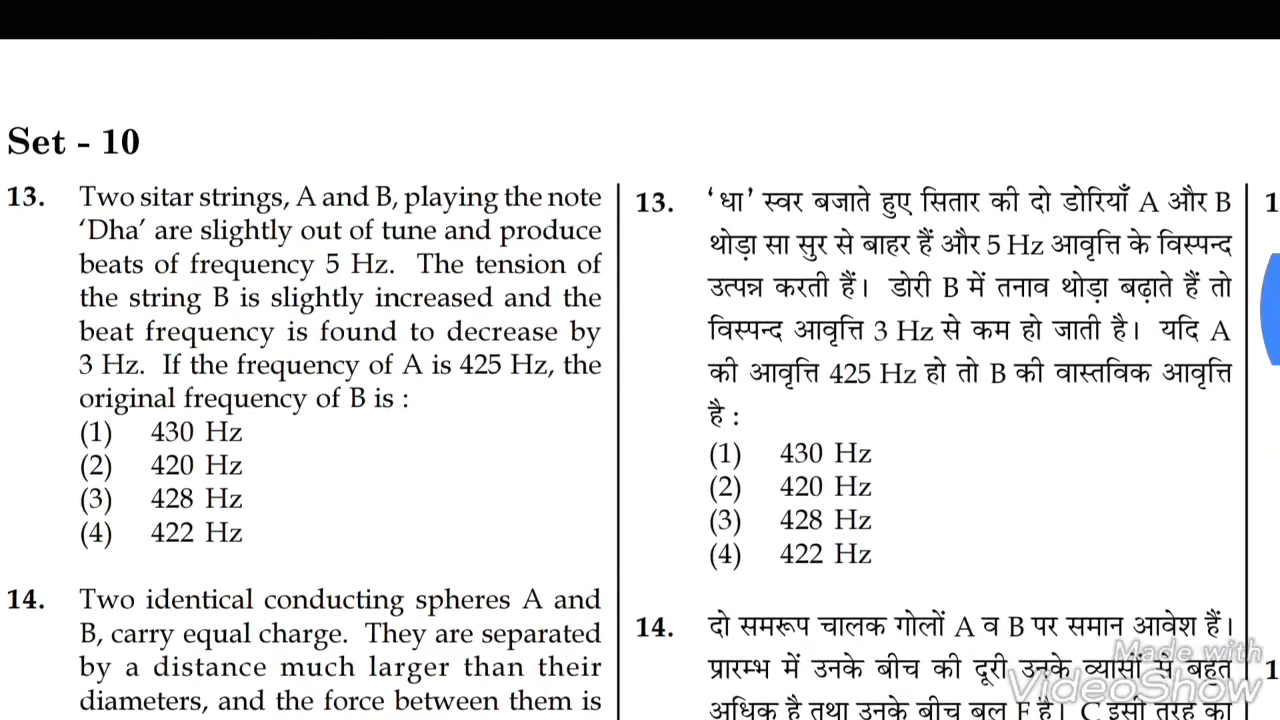 Set - 10
13. Two sitar strings, A and B, playing the note
‘Dha’ are slightly out of tune and produce
beats of frequency 5 Hz. The tension of
the string B is slightly increased and the
beat frequency is found to decrease by
3 Hz. If the frequency of A is 425 Hz, the
original frequency of B is :
(1) 430 Hz
(2) 420 Hz
(3) 428 Hz
(4) 422 Hz
14. Two identical conducting spheres A and
B, carry equal charge. They are separated
by a distance much larger than their
diameters, and the force between them is
13. ‘धा’ स्वर बजाते हुए सितार की दो डोरियाँ A और B
थोड़ा सा सुर से बाहर हैं और 5 Hz आवृत्ति के विस्पन्द
उत्पन्न करती हैं। डोरी B में तनाव थोड़ा बढ़ाते हैं तो
विस्पन्द आवृत्ति 3 Hz से कम हो जाती है। यदि A
की आवृत्ति 425 Hz हो तो B की वास्तविक आवृत्ति
है :
(1) 430 Hz
(2) 420 Hz
(3) 428 Hz
(4) 422 Hz
14. दो समरूप चालक गोलों A व B पर समान आवेश हैं।
प्रारम्भ में उनके बीच की दूरी उनके व्यासों से बहुत
अधिक है तथा उनके बीच बल F है। C इसी तरह का
1
1
Made with
VideoShow